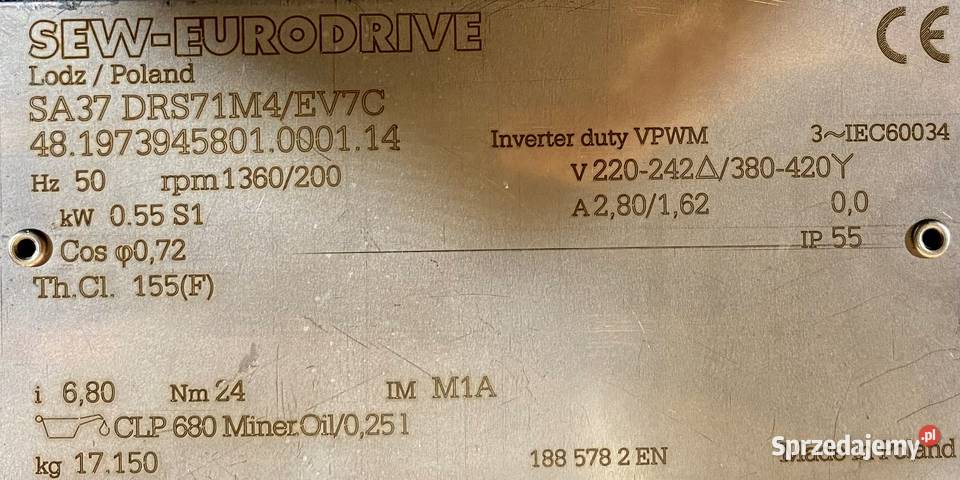 SEW-EURODRIVE CE
Lodz / Poland
SA37 DRS71M4/EV7C
48.1973945801.0001.14 Inverter duty VPWM 3~IEC60034
Hz 50 rpm 1360/200 V 220-242△/380-420Y
kW 0.55 S1 A 2,80/1,62 0,0
Cos φ0,72 IP 55
Th.Cl. 155(F)
i 6,80 Nm 24 IM M1A
CLP 680 Miner.Oil/0,25 l
kg 17.150 188 578 2 EN Made in Poland
Sprzedajemy.pl